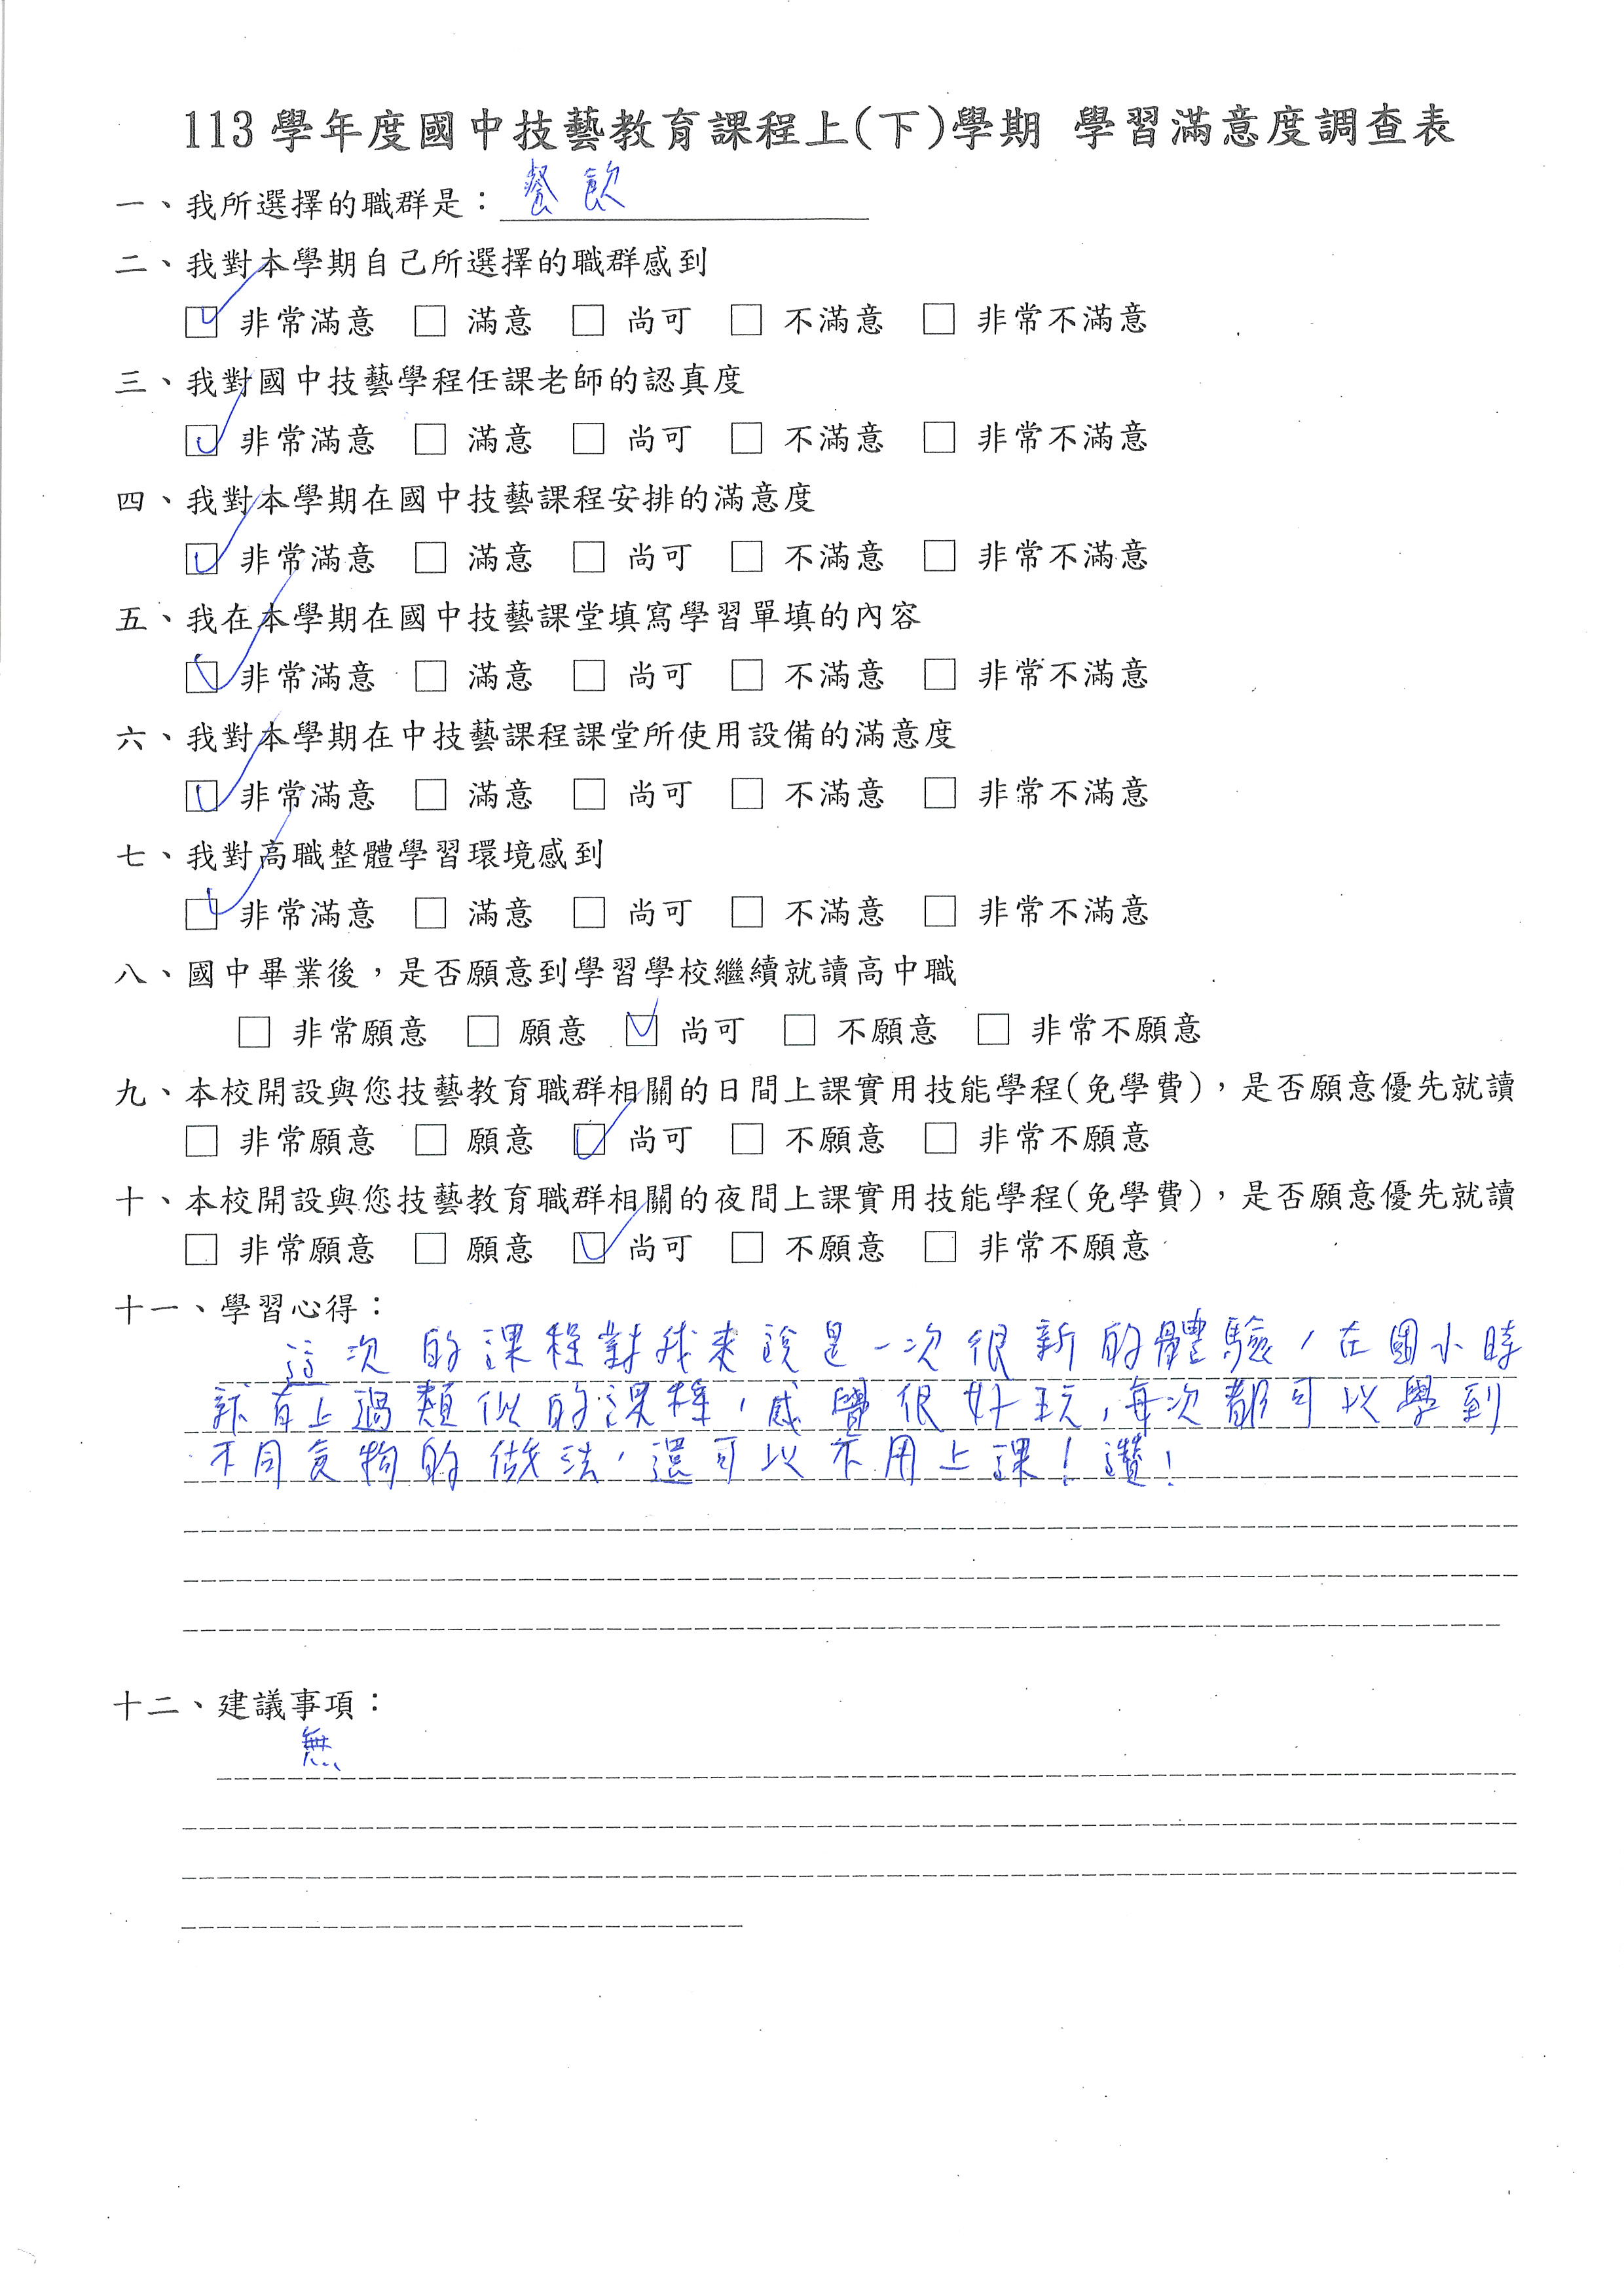 113 學年度國中技藝教育課程上(下)學期 學習滿意度調查表
一、我所選擇的職群是：餐飲
二、我對本學期自己所選擇的職群感到
☑ 非常滿意 □ 滿意 □ 尚可 □ 不滿意 □ 非常不滿意
三、我對國中技藝學程任課老師的認真度
☑ 非常滿意 □ 滿意 □ 尚可 □ 不滿意 □ 非常不滿意
四、我對本學期在國中技藝課程安排的滿意度
☑ 非常滿意 □ 滿意 □ 尚可 □ 不滿意 □ 非常不滿意
五、我在本學期在國中技藝課堂填寫學習單填的內容
☑ 非常滿意 □ 滿意 □ 尚可 □ 不滿意 □ 非常不滿意
六、我對本學期在中技藝課程課堂所使用設備的滿意度
☑ 非常滿意 □ 滿意 □ 尚可 □ 不滿意 □ 非常不滿意
七、我對高職整體學習環境感到
☑ 非常滿意 □ 滿意 □ 尚可 □ 不滿意 □ 非常不滿意
八、國中畢業後，是否願意到學習學校繼續就讀高中職
□ 非常願意 □ 願意 ☑ 尚可 □ 不願意 □ 非常不願意
九、本校開設與您技藝教育職群相關的日間上課實用技能學程(免學費)，是否願意優先就讀
□ 非常願意 □ 願意 ☑ 尚可 □ 不願意 □ 非常不願意
十、本校開設與您技藝教育職群相關的夜間上課實用技能學程(免學費)，是否願意優先就讀
□ 非常願意 □ 願意 ☑ 尚可 □ 不願意 □ 非常不願意
十一、學習心得：
這次的課程對我來說是一次很新的體驗，在國小時
有上過類似的課程，感覺很好玩，每次都可以學到
不同食物的做法，還可以不用上課！讚！
十二、建議事項：
無